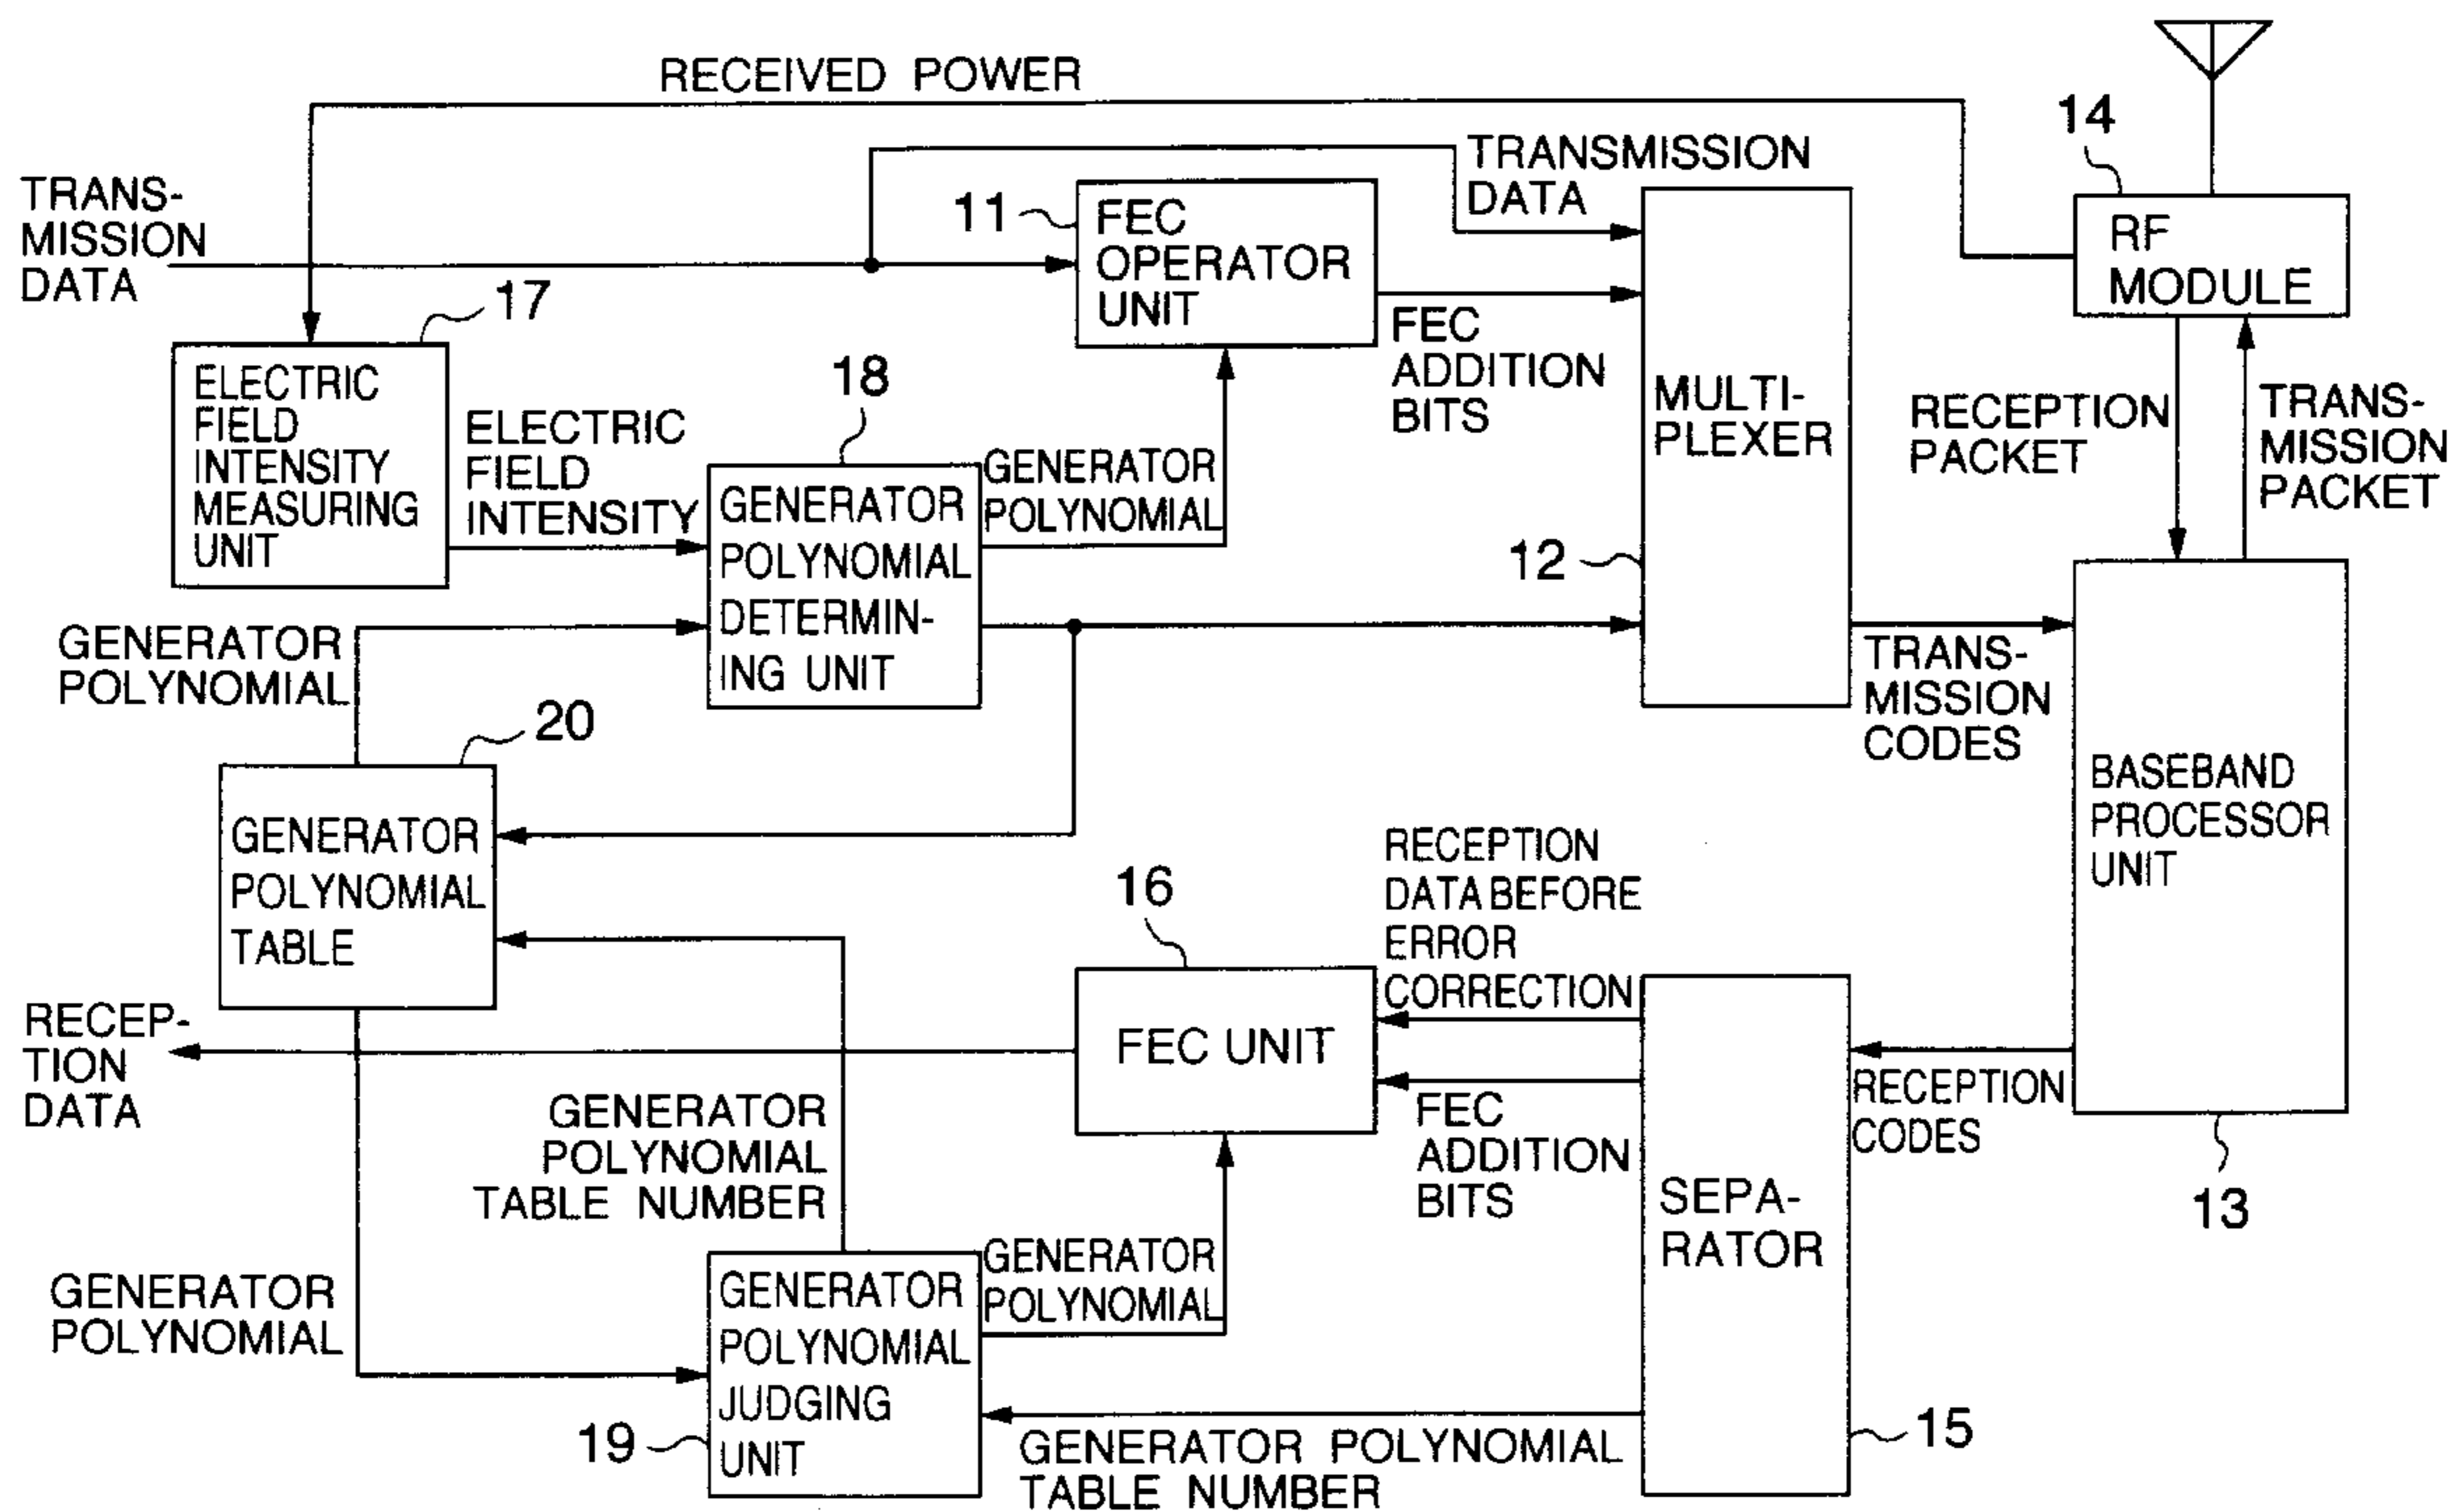 RECEIVED POWER
14
TRANSMISSION
DATA
TRANS-
MISSION
DATA
11
FEC
OPERATOR
UNIT
RF
MODULE
17
FEC
ADDITION
BITS
ELECTRIC
FIELD
INTENSITY
MEASURING
UNIT
ELECTRIC
FIELD
INTENSITY
18
GENERATOR
POLYNOMIAL
MULTI-
PLEXER
12
RECEPTION
PACKET
TRANS-
MISSION
PACKET
GENERATOR
POLYNOMIAL
DETERMIN-
ING UNIT
GENERATOR
POLYNOMIAL
TRANS-
MISSION
CODES
20
GENERATOR
POLYNOMIAL
TABLE
BASEBAND
PROCESSOR
UNIT
13
16
RECEPTION
DATA BEFORE
ERROR
CORRECTION
FEC UNIT
RECEP-
TION
DATA
FEC
ADDITION
BITS
RECEPTION
CODES
GENERATOR
POLYNOMIAL
TABLE NUMBER
SEPA-
RATOR
15
GENERATOR
POLYNOMIAL
GENERATOR
POLYNOMIAL
GENERATOR
POLYNOMIAL
JUDGING
UNIT
19
GENERATOR POLYNOMIAL
TABLE NUMBER